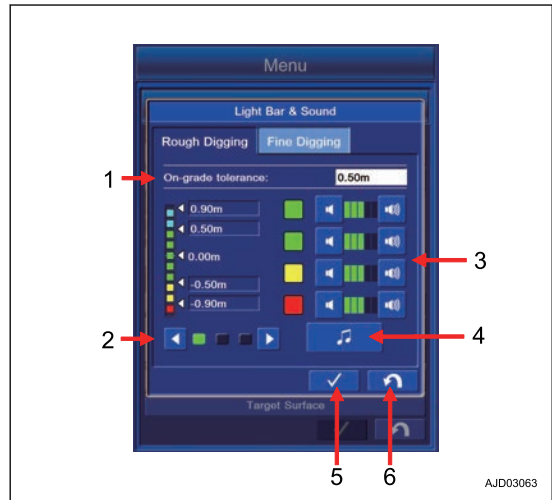 Menu
Light Bar & Sound
Rough Digging Fine Digging
1 On-grade tolerance: 0.50m
0.90m
0.50m
0.00m
-0.50m
-0.90m
3
2
4
Target Surface
5 6
AJD03063